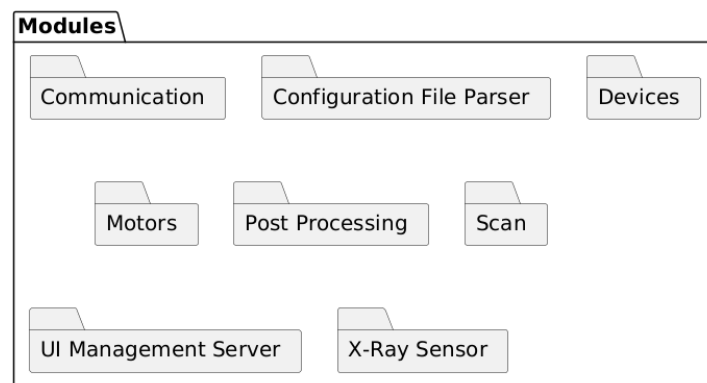 Modules
Communication
Configuration File Parser
Devices
Motors
Post Processing
Scan
UI Management Server
X-Ray Sensor